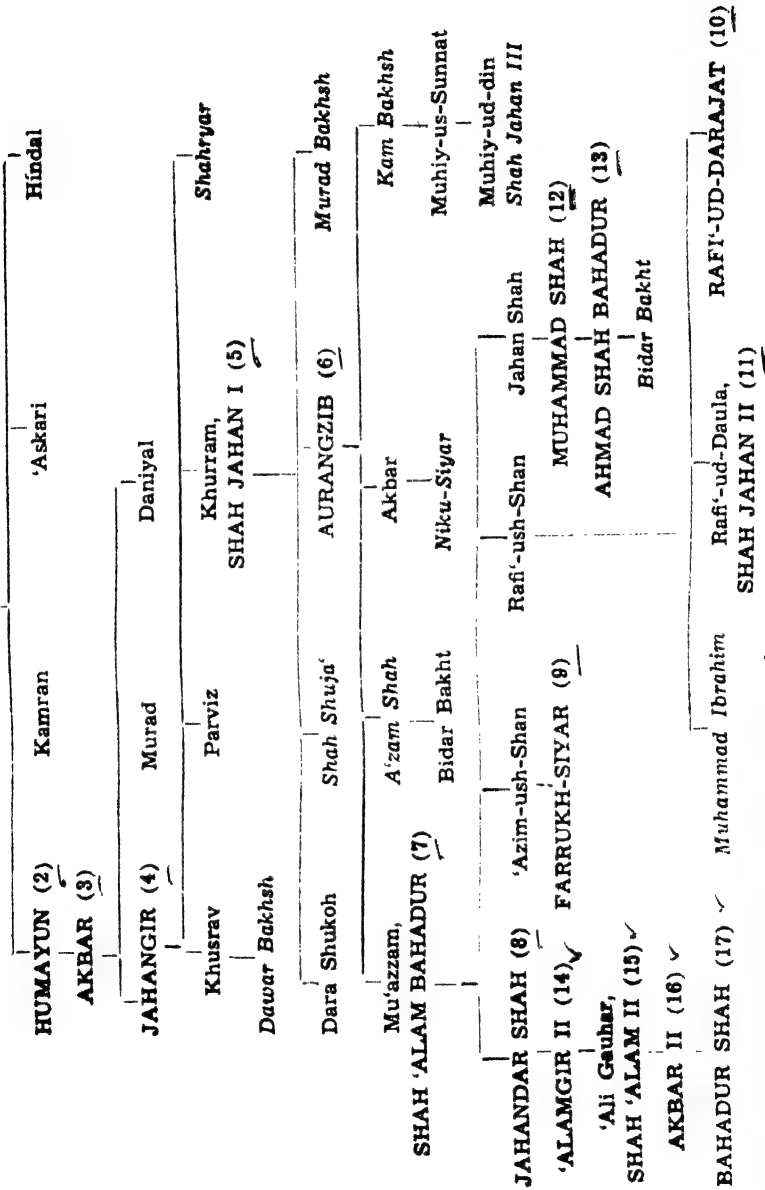 HUMAYUN (2) Kamran ‘Askari Hindal
AKBAR (3)
JAHANGIR (4) Murad Daniyal
Khusrav Parviz Khurram, Shahryar
SHAH JAHAN I (5)
Dawar Bakhsh
Dara Shukoh Shah Shuja‘ AURANGZIB (6) Murad Bakhsh
Mu‘azzam, A‘zam Shah Akbar Kam Bakhsh
SHAH ‘ALAM BAHADUR (7) Bidar Bakht Niku-Siyar Muhiy-us-Sunnat
Muhiy-ud-din
Shah Jahan III
JAHANDAR SHAH (8) ‘Azim-ush-Shan Rafi‘-ush-Shan Jahan Shah
‘ALAMGIR II (14) FARRUKH-SIYAR (9) MUHAMMAD SHAH (12)
‘Ali Gauhar, AHMAD SHAH BAHADUR (13)
SHAH ‘ALAM II (15) Bidar Bakht
AKBAR II (16)
BAHADUR SHAH (17) Muhammad Ibrahim Rafi‘-ud-Daula, RAFI‘-UD-DARAJAT (10)
SHAH JAHAN II (11)